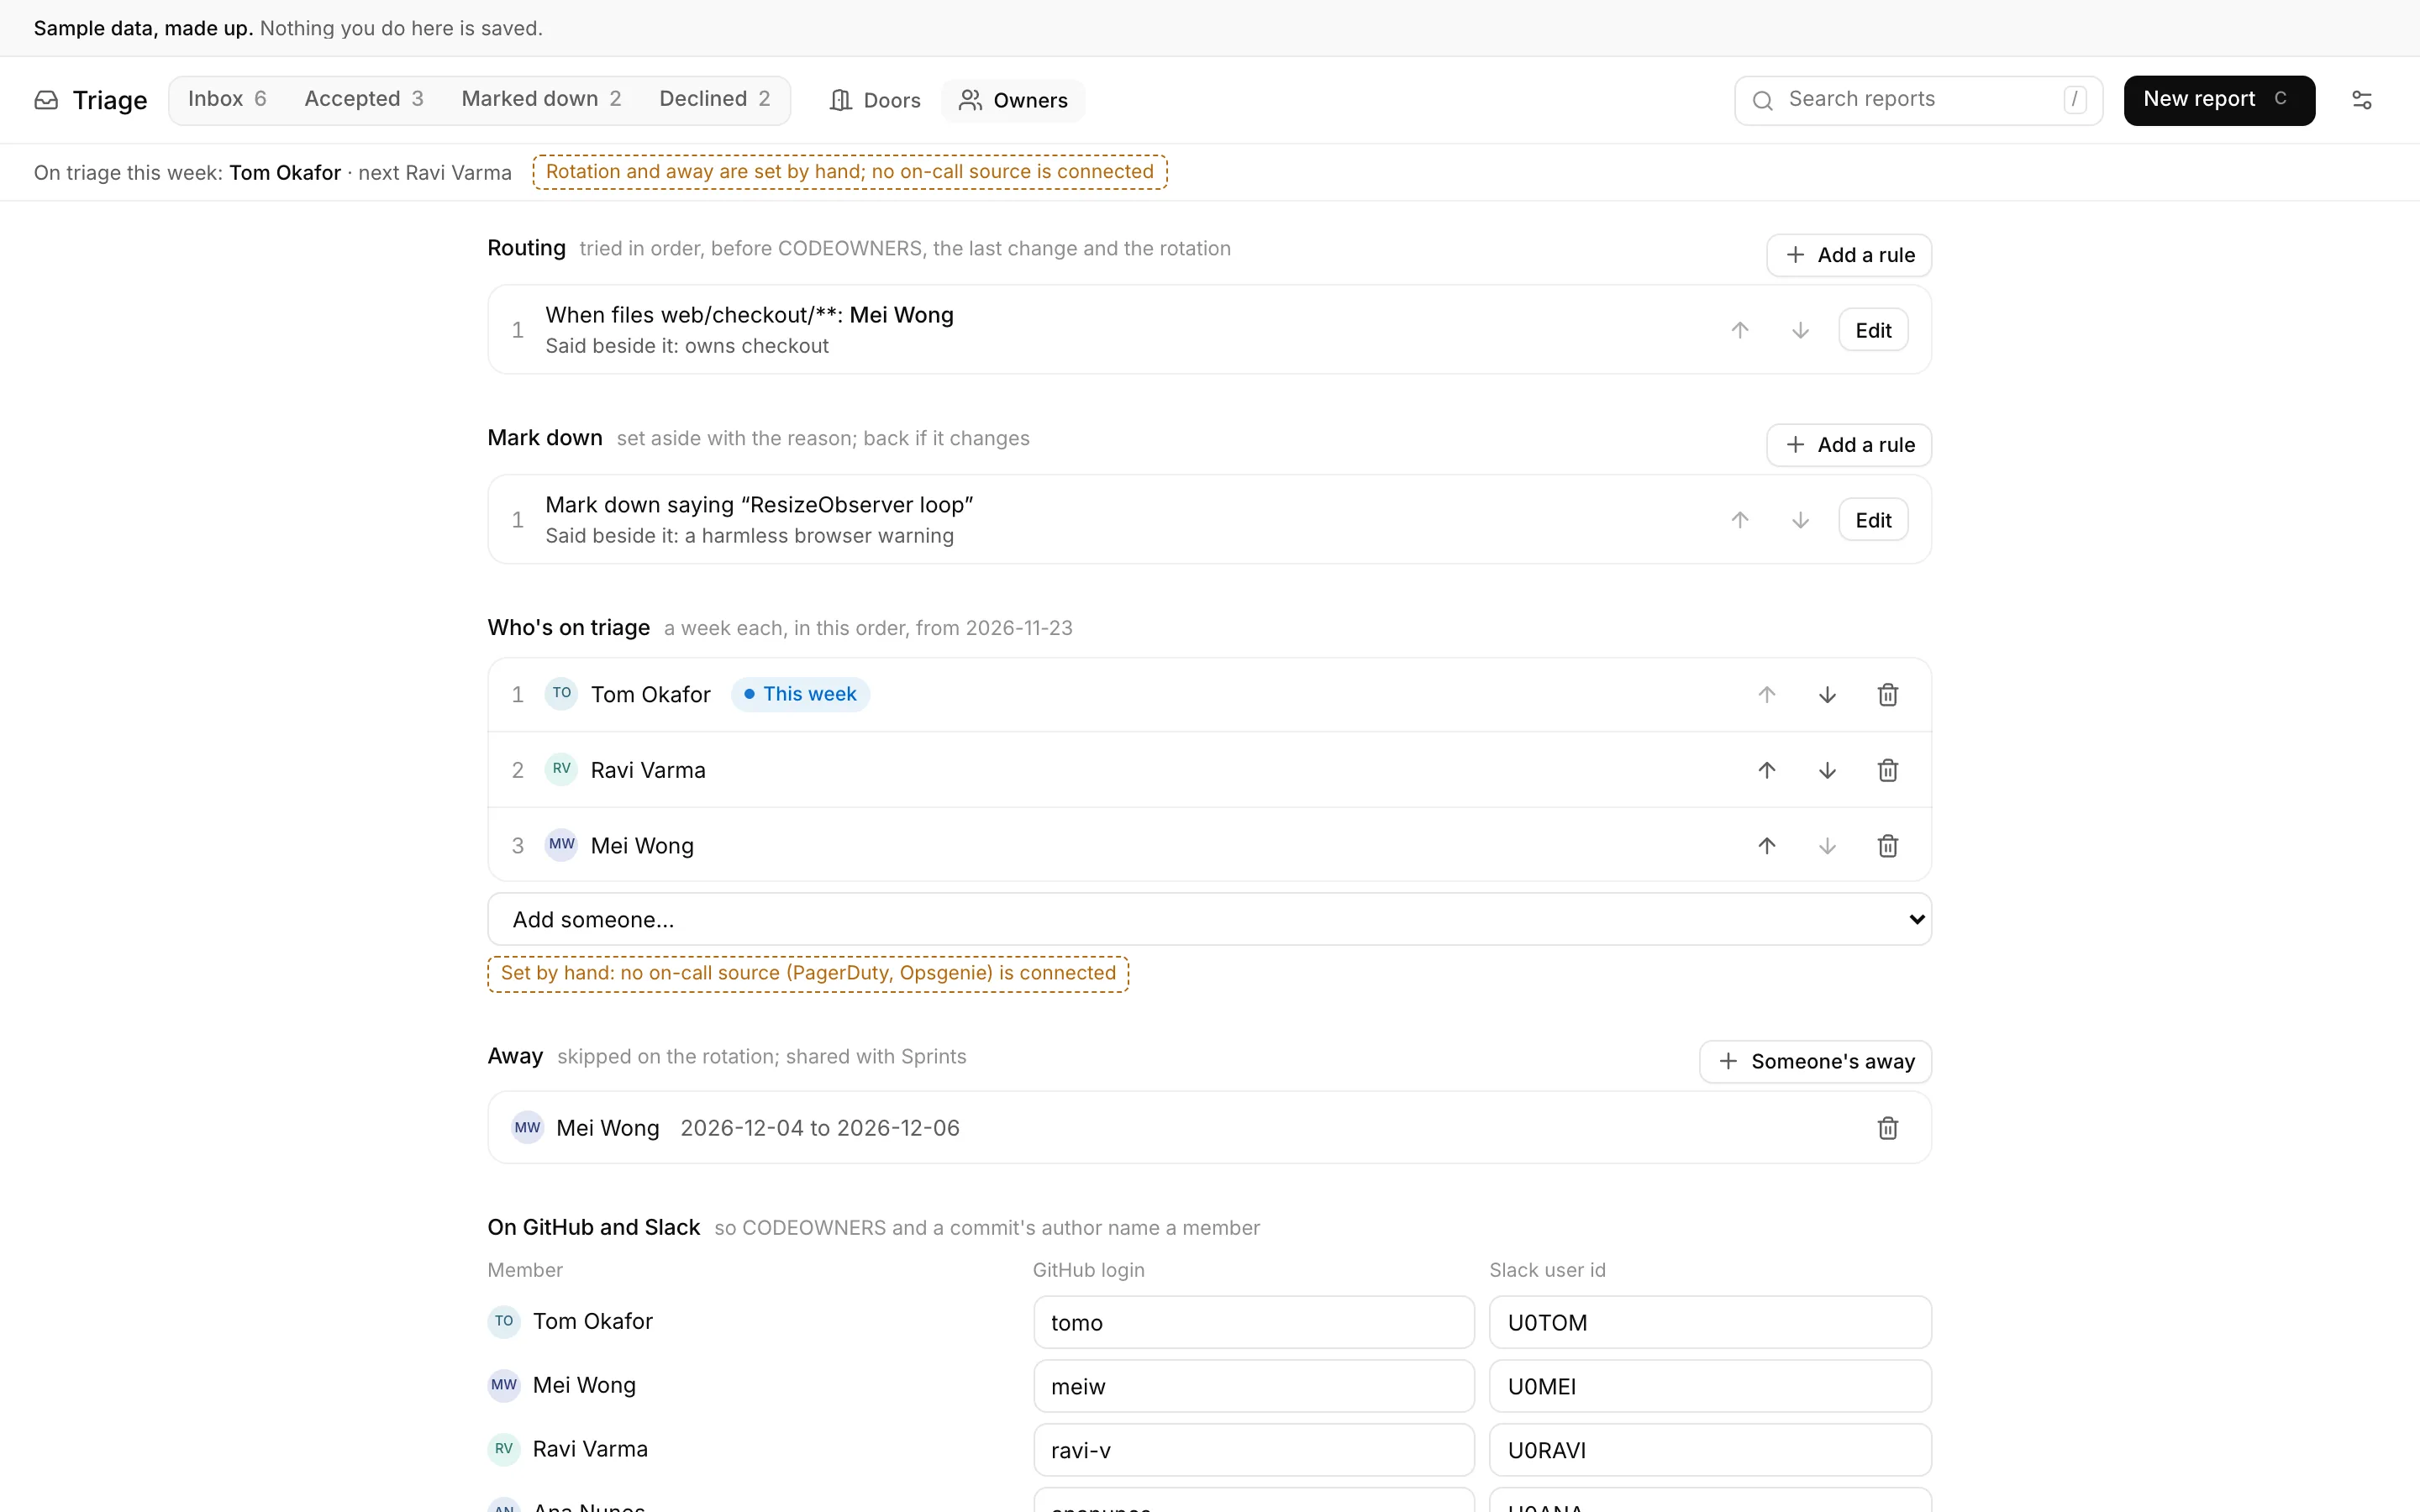 Sample data, made up. Nothing you do here is saved.
Triage
Inbox 6
Accepted 3
Marked down 2
Declined 2
Doors
Owners
Search reports /
New report C
On triage this week: Tom Okafor · next Ravi Varma
Rotation and away are set by hand; no on-call source is connected
Routing tried in order, before CODEOWNERS, the last change and the rotation
Add a rule
1 When files web/checkout/**: Mei Wong
Said beside it: owns checkout
Edit
Mark down set aside with the reason; back if it changes
Add a rule
1 Mark down saying “ResizeObserver loop”
Said beside it: a harmless browser warning
Edit
Who's on triage a week each, in this order, from 2026-11-23
1 TO Tom Okafor This week
2 RV Ravi Varma
3 MW Mei Wong
Add someone...
Set by hand: no on-call source (PagerDuty, Opsgenie) is connected
Away skipped on the rotation; shared with Sprints
Someone's away
MW Mei Wong 2026-12-04 to 2026-12-06
On GitHub and Slack so CODEOWNERS and a commit's author name a member
Member GitHub login Slack user id
TO Tom Okafor tomo U0TOM
MW Mei Wong meiw U0MEI
RV Ravi Varma ravi-v U0RAVI